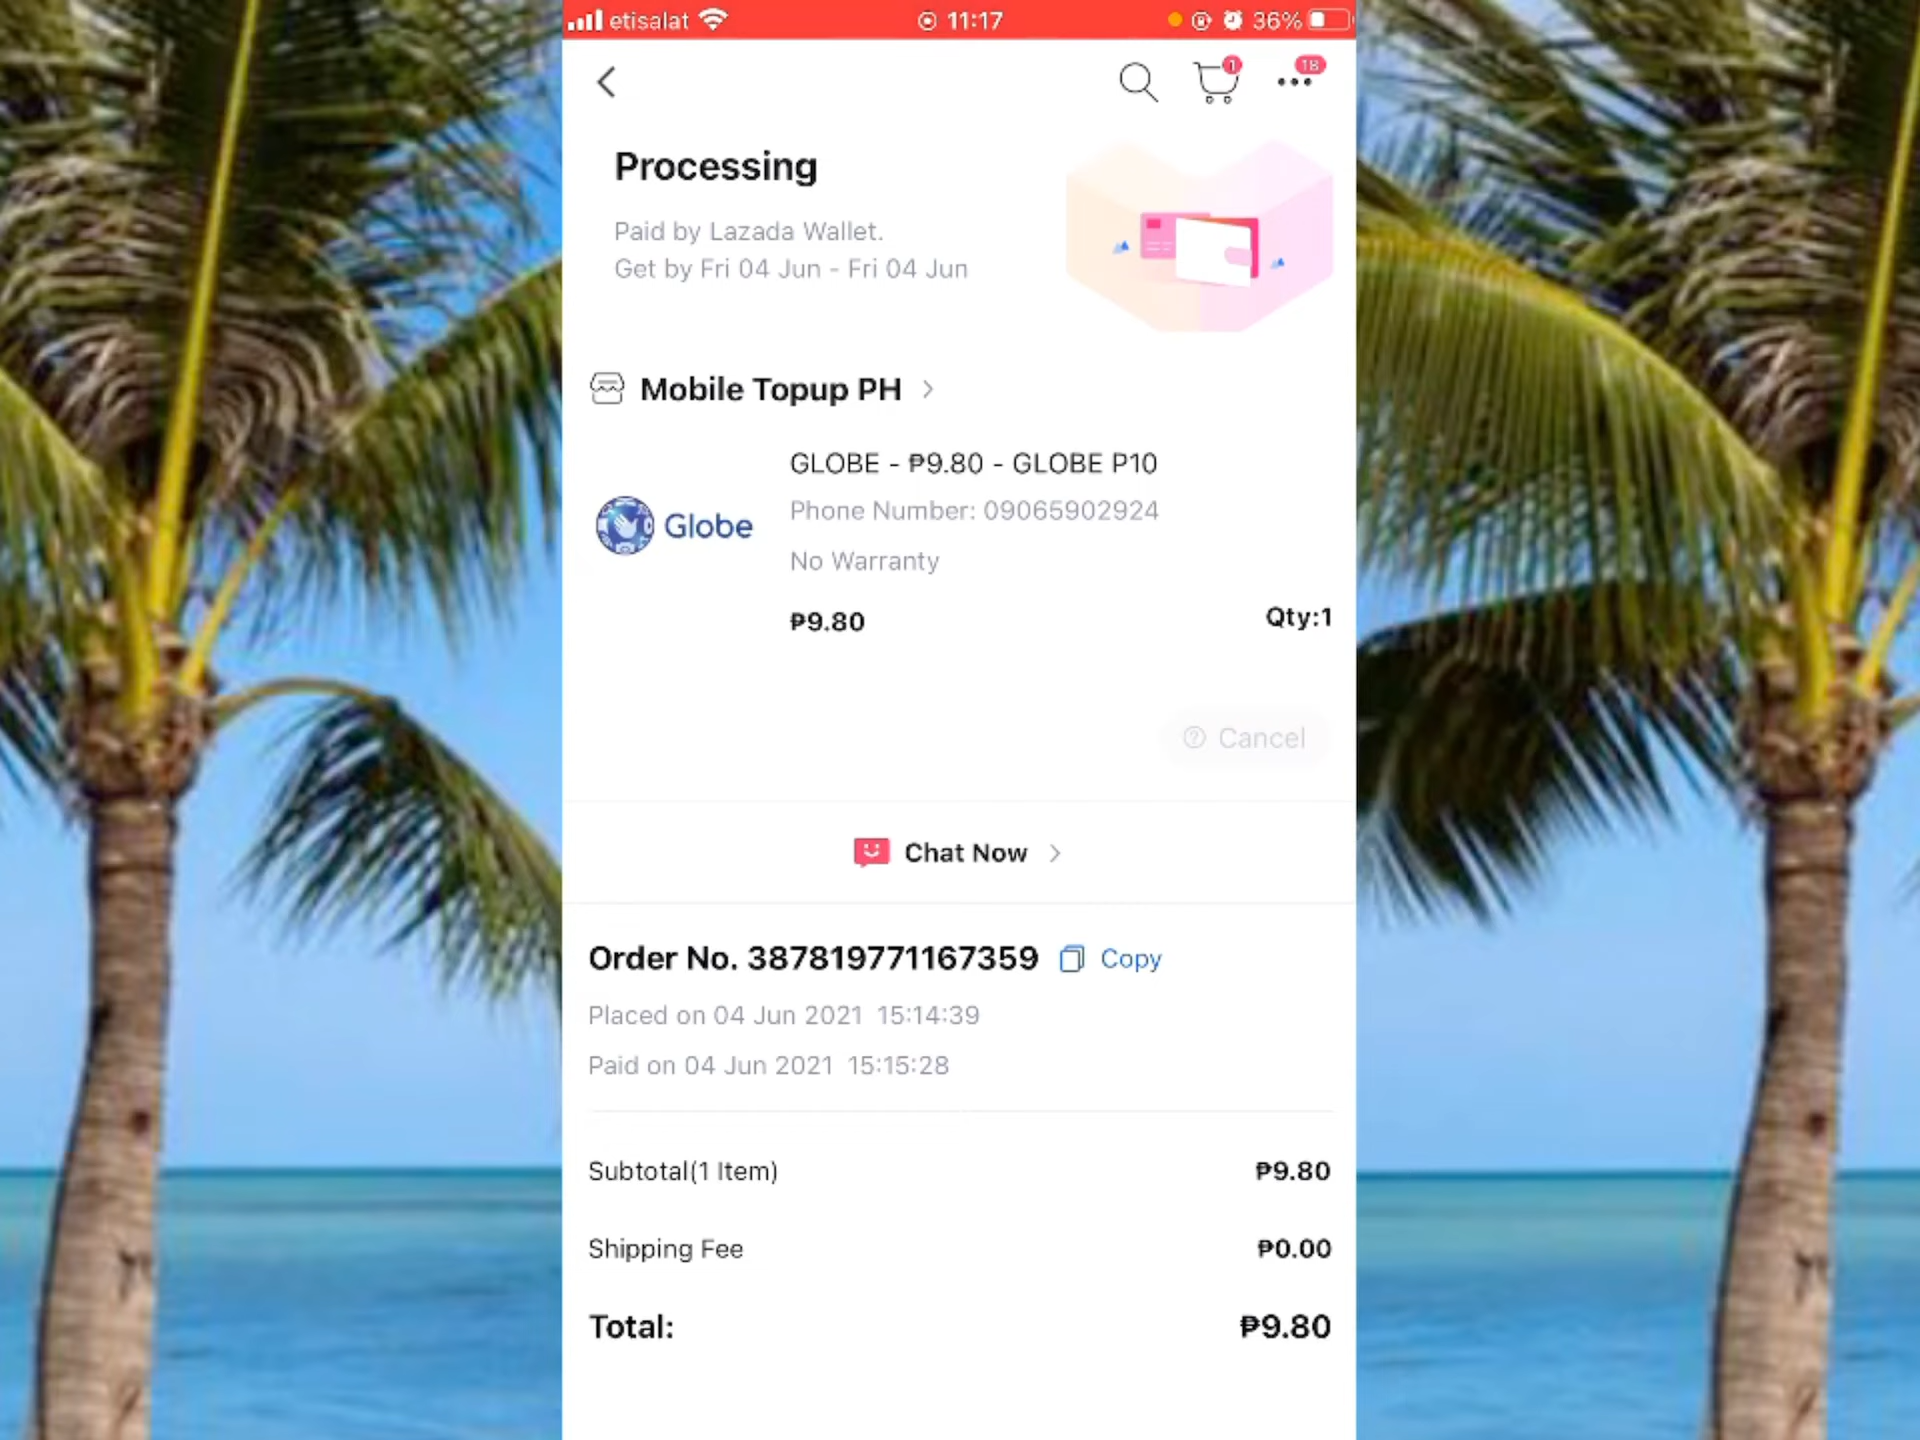 etisalat 11:17 36%
1 18
Processing
Paid by Lazada Wallet.
Get by Fri 04 Jun - Fri 04 Jun
Mobile Topup PH
GLOBE - ₱9.80 - GLOBE P10
Phone Number: 09065902924
Globe
No Warranty
₱9.80 Qty:1
Cancel
Chat Now
Order No. 387819771167359 Copy
Placed on 04 Jun 2021 15:14:39
Paid on 04 Jun 2021 15:15:28
Subtotal(1 Item) ₱9.80
Shipping Fee ₱0.00
Total: ₱9.80